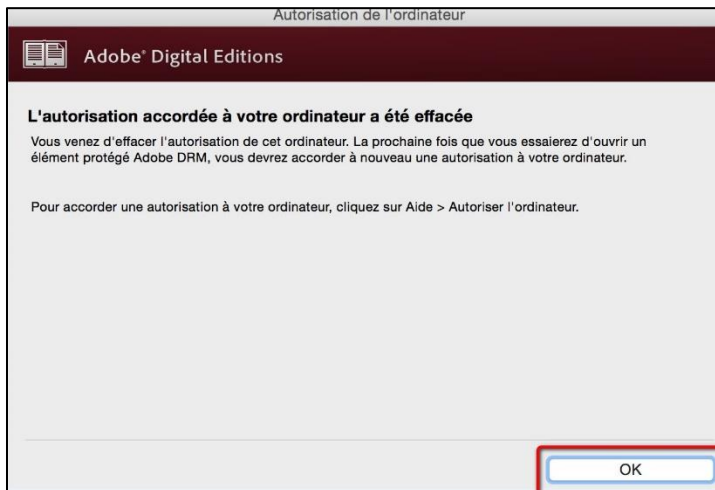 Autorisation de l'ordinateur
Adobe® Digital Editions
L'autorisation accordée à votre ordinateur a été effacée
Vous venez d'effacer l'autorisation de cet ordinateur. La prochaine fois que vous essaierez d'ouvrir un
élément protégé Adobe DRM, vous devrez accorder à nouveau une autorisation à votre ordinateur.
Pour accorder une autorisation à votre ordinateur, cliquez sur Aide > Autoriser l'ordinateur.
OK